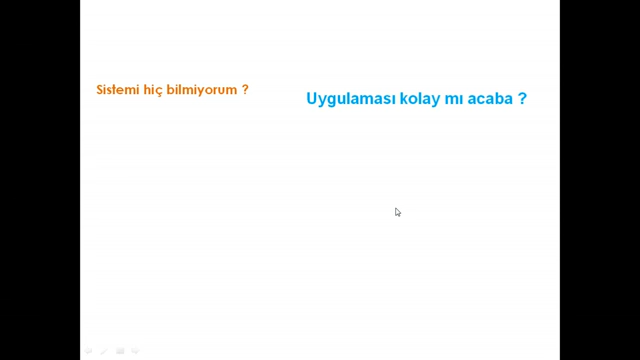 Sistemi hiç bilmiyorum ?
Uygulaması kolay mı acaba ?